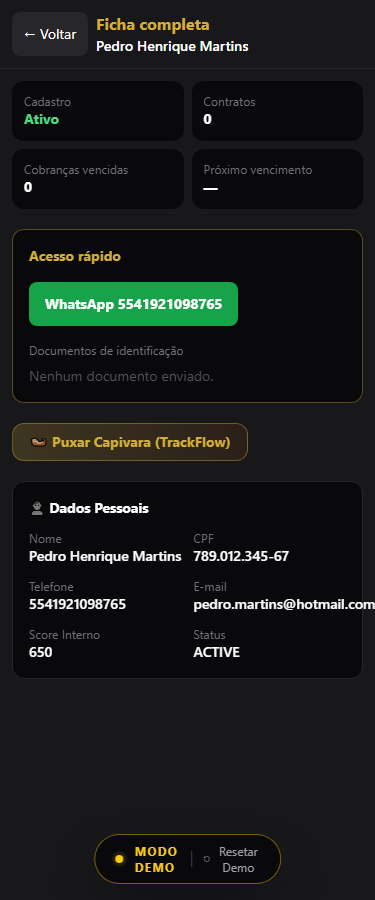 ← Voltar
Ficha completa
Pedro Henrique Martins
Cadastro
Ativo
Contratos
0
Cobranças vencidas
0
Próximo vencimento
—
Acesso rápido
WhatsApp 5541921098765
Documentos de identificação
Nenhum documento enviado.
Puxar Capivara (TrackFlow)
Dados Pessoais
Nome
Pedro Henrique Martins
CPF
789.012.345-67
Telefone
5541921098765
E-mail
pedro.martins@hotmail.com
Score Interno
650
Status
ACTIVE
MODO
DEMO
Resetar
Demo